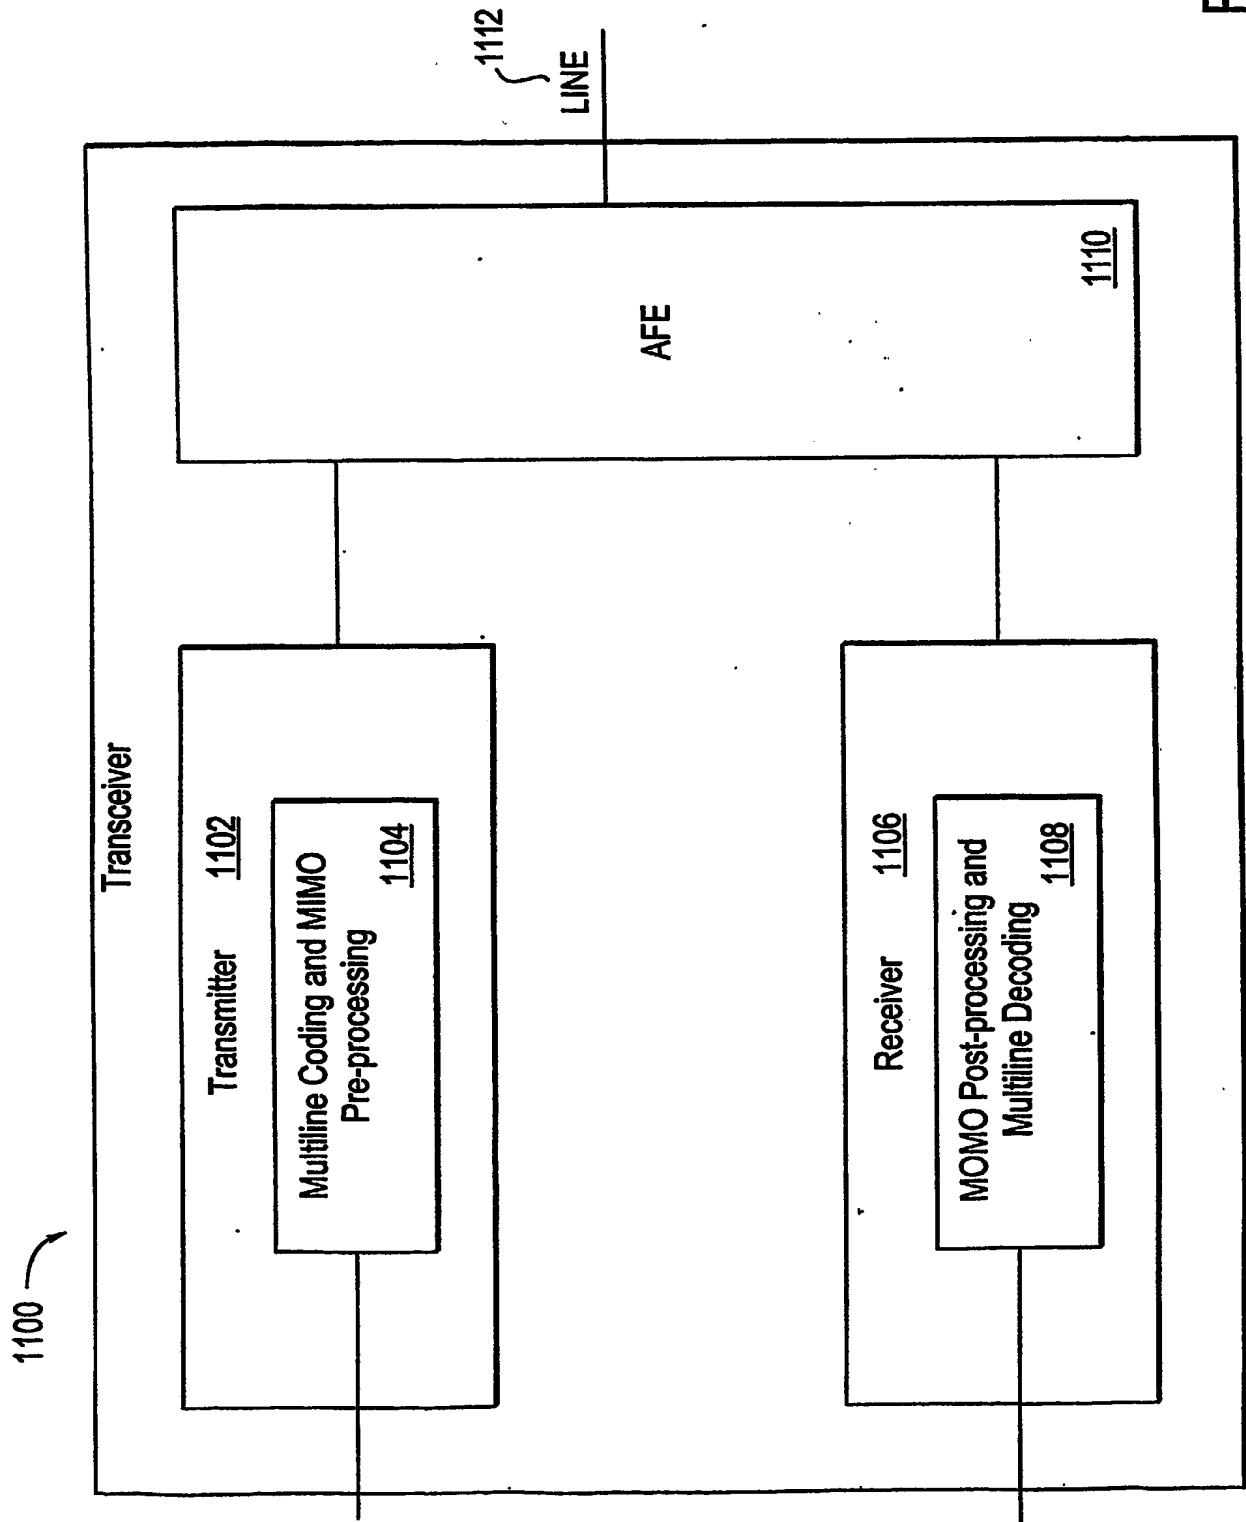 1100
Transceiver
Transmitter
1102
Multiline Coding and MIMO
Pre-processing
1104
Receiver
1106
MOMO Post-processing and
Multiline Decoding
1108
AFE
1110
1112
LINE